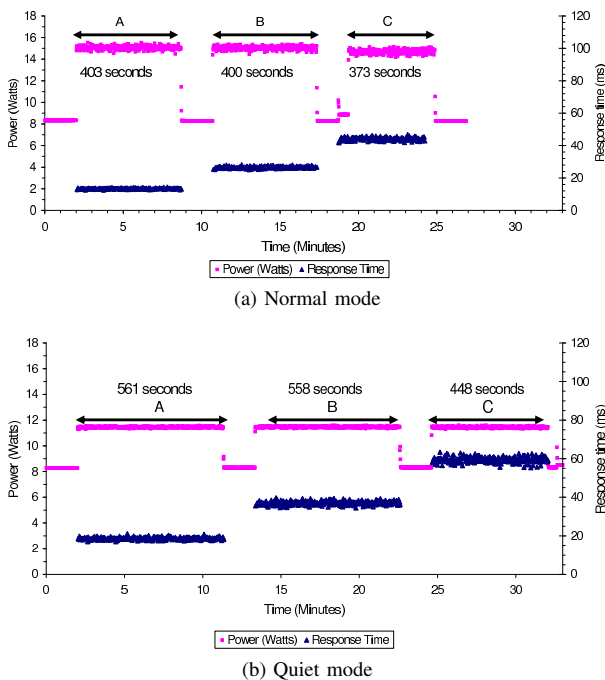 A B C
403 seconds 400 seconds 373 seconds
Power (Watts)
18
16
14
12
10
8
6
4
2
0
Response time (ms)
120
100
80
60
40
20
0
0 5 10 15 20 25 30
Time (Minutes)
Power (Watts) Response Time
(a) Normal mode
561 seconds 558 seconds 448 seconds
A B C
Power (Watts)
18
16
14
12
10
8
6
4
2
0
Response time (ms)
120
100
80
60
40
20
0
0 5 10 15 20 25 30
Time (Minutes)
Power (Watts) Response Time
(b) Quiet mode